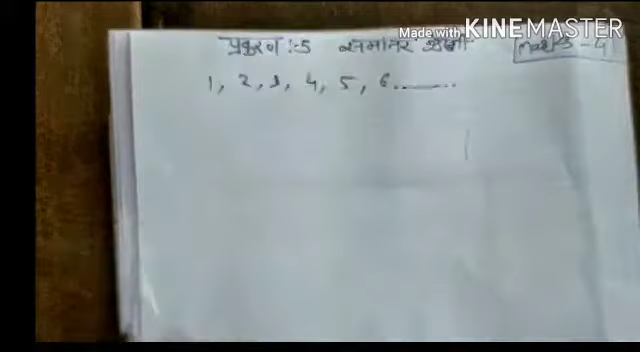 Made with KINEMASTER
प्रकरण :- 5 समांतर श्रेणी
1, 2, 3, 4, 5, 6..........